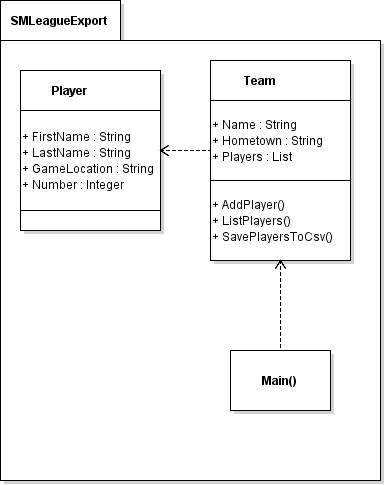 SMLeagueExport
Player
+ FirstName : String
+ LastName : String
+ GameLocation : String
+ Number : Integer
Team
+ Name : String
+ Hometown : String
+ Players : List
+ AddPlayer()
+ ListPlayers()
+ SavePlayersToCsv()
Main()